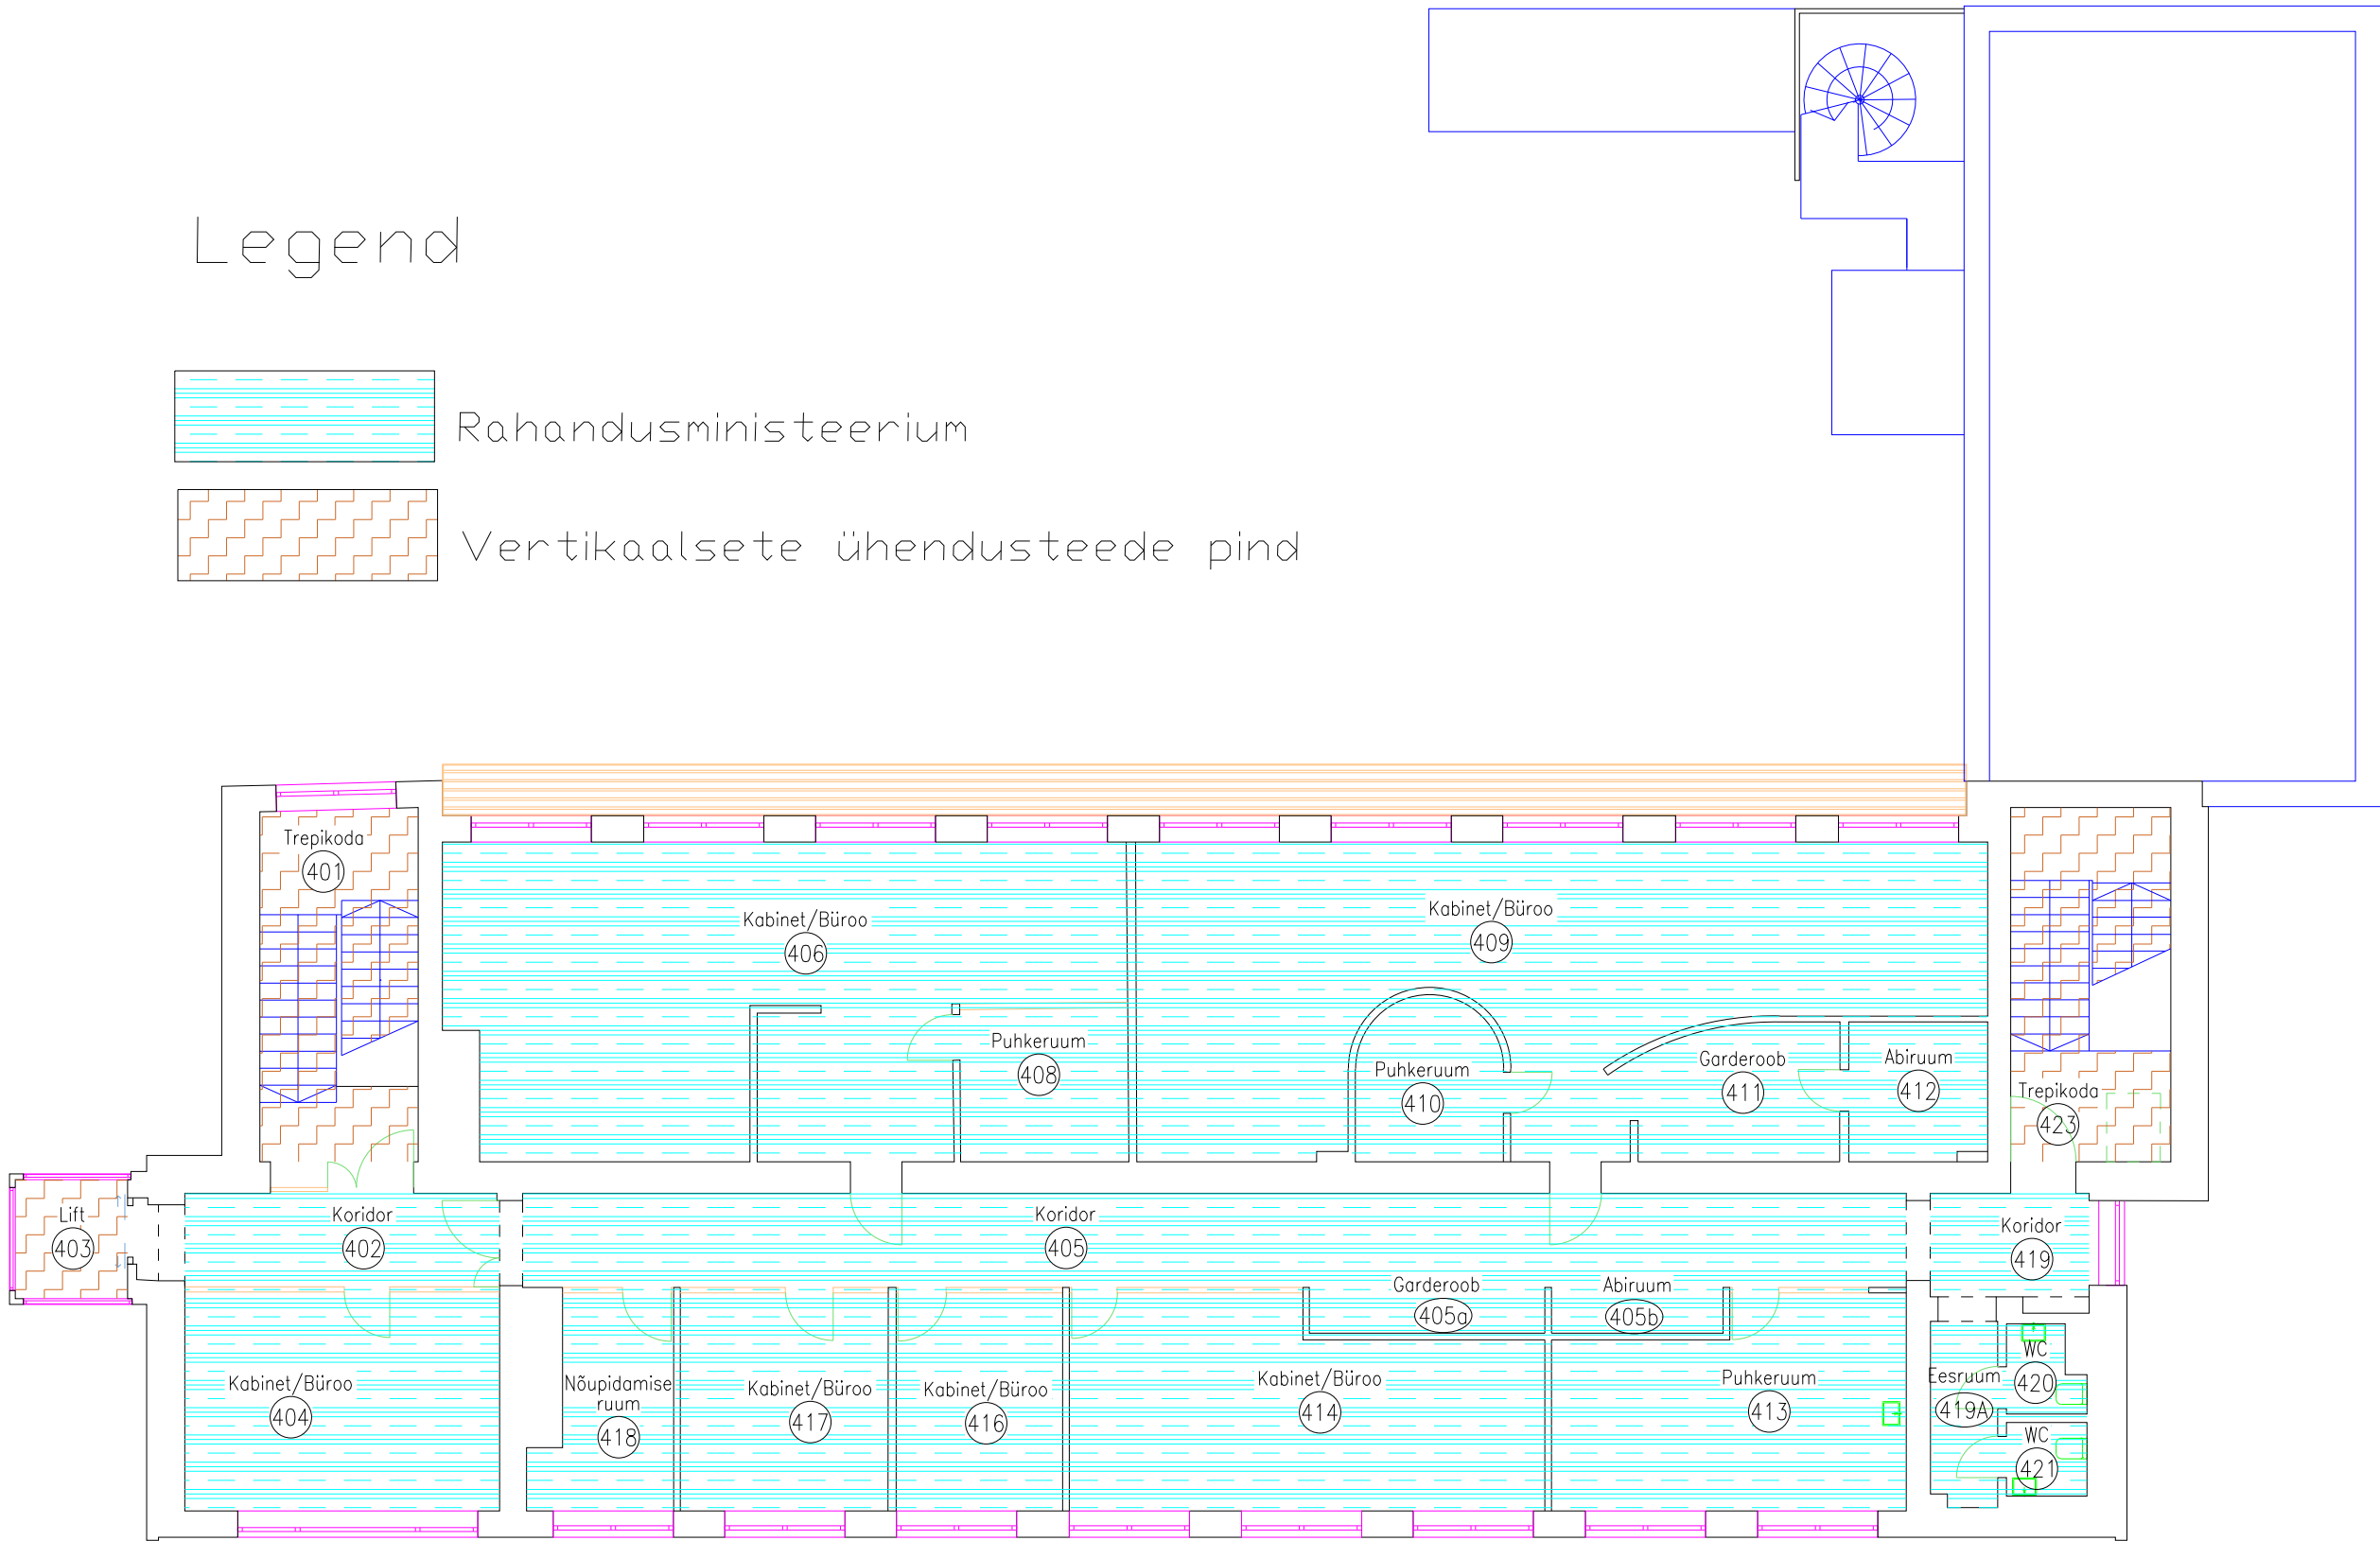 Legend
Rahandusministeerium
Vertikaalsete ühendusteede pind
Trepikoda
401
Kabinet/Büroo
406
Kabinet/Büroo
409
Puhkeruum
408
Puhkeruum
410
Garderoob
411
Abiruum
412
Trepikoda
423
Lift
403
Koridor
402
Koridor
405
Koridor
419
Garderoob
405a
Abiruum
405b
Kabinet/Büroo
404
Nõupidamise
ruum
418
Kabinet/Büroo
417
Kabinet/Büroo
416
Kabinet/Büroo
414
Puhkeruum
413
Eesruum
419A
WC
420
WC
421